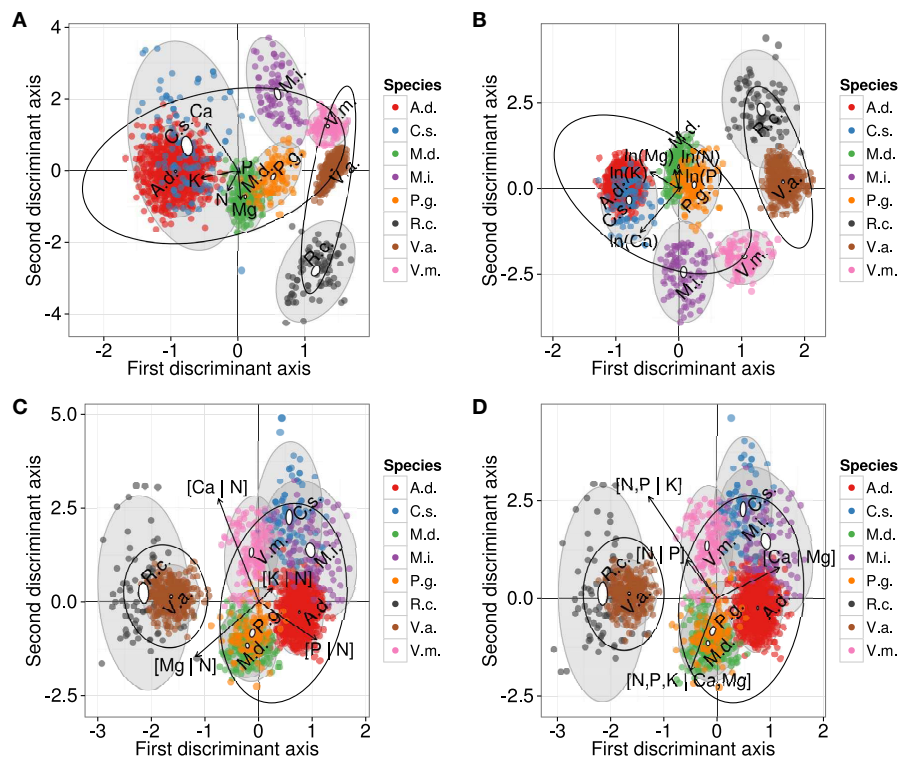 A
4
2
0
-2
-4
Second discriminant axis
-2
-1
0
1
2
First discriminant axis
M.i.
V.m.
Ca
C.s.
A.d.
K
P
N
Mg
M.d.
P.g.
V.a.
R.c.
Species
A.d.
C.s.
M.d.
M.i.
P.g.
R.c.
V.a.
V.m.
B
2.5
0.0
-2.5
Second discriminant axis
-2
-1
0
1
2
First discriminant axis
R.c.
M.d.
ln(Mg)
ln(N)
ln(K)
ln(P)
A.d.
C.s.
P.g.
V.a.
ln(Ca)
M.i.
V.m.
Species
A.d.
C.s.
M.d.
M.i.
P.g.
R.c.
V.a.
V.m.
C
5.0
2.5
0.0
-2.5
Second discriminant axis
-3
-2
-1
0
1
2
First discriminant axis
[Ca | N]
C.s.
V.m.
M.i.
R.c.
V.a.
[K | N]
P.g.
A.d.
M.d.
[Mg | N]
[P | N]
Species
A.d.
C.s.
M.d.
M.i.
P.g.
R.c.
V.a.
V.m.
D
2.5
0.0
-2.5
Second discriminant axis
-3
-2
-1
0
1
2
First discriminant axis
[N,P | K]
C.s.
M.i.
V.m.
[N | P]
[Ca | Mg]
R.c.
V.a.
P.g.
A.d.
M.d.
[N,P,K | Ca,Mg]
Species
A.d.
C.s.
M.d.
M.i.
P.g.
R.c.
V.a.
V.m.